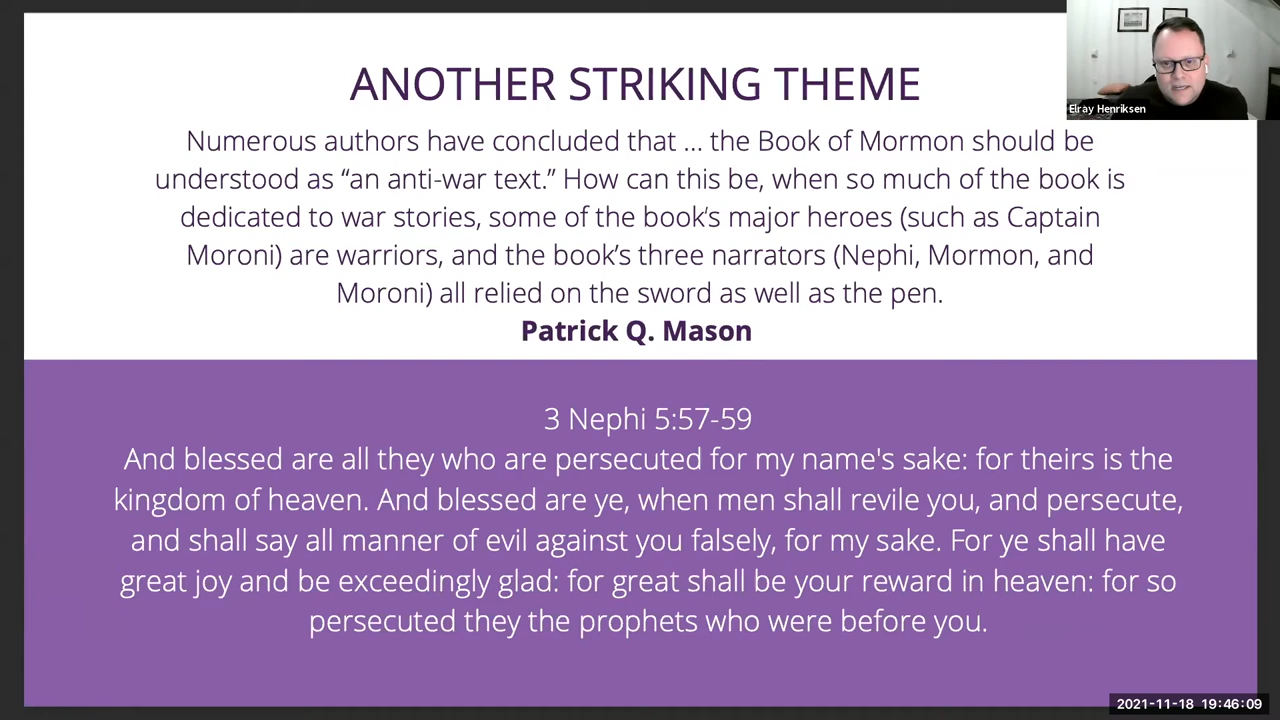 ANOTHER STRIKING THEME
Elray Henriksen
Numerous authors have concluded that ... the Book of Mormon should be
understood as “an anti-war text.” How can this be, when so much of the book is
dedicated to war stories, some of the book’s major heroes (such as Captain
Moroni) are warriors, and the book’s three narrators (Nephi, Mormon, and
Moroni) all relied on the sword as well as the pen.
Patrick Q. Mason
3 Nephi 5:57-59
And blessed are all they who are persecuted for my name's sake: for theirs is the
kingdom of heaven. And blessed are ye, when men shall revile you, and persecute,
and shall say all manner of evil against you falsely, for my sake. For ye shall have
great joy and be exceedingly glad: for great shall be your reward in heaven: for so
persecuted they the prophets who were before you.
2021-11-18 19:46:09